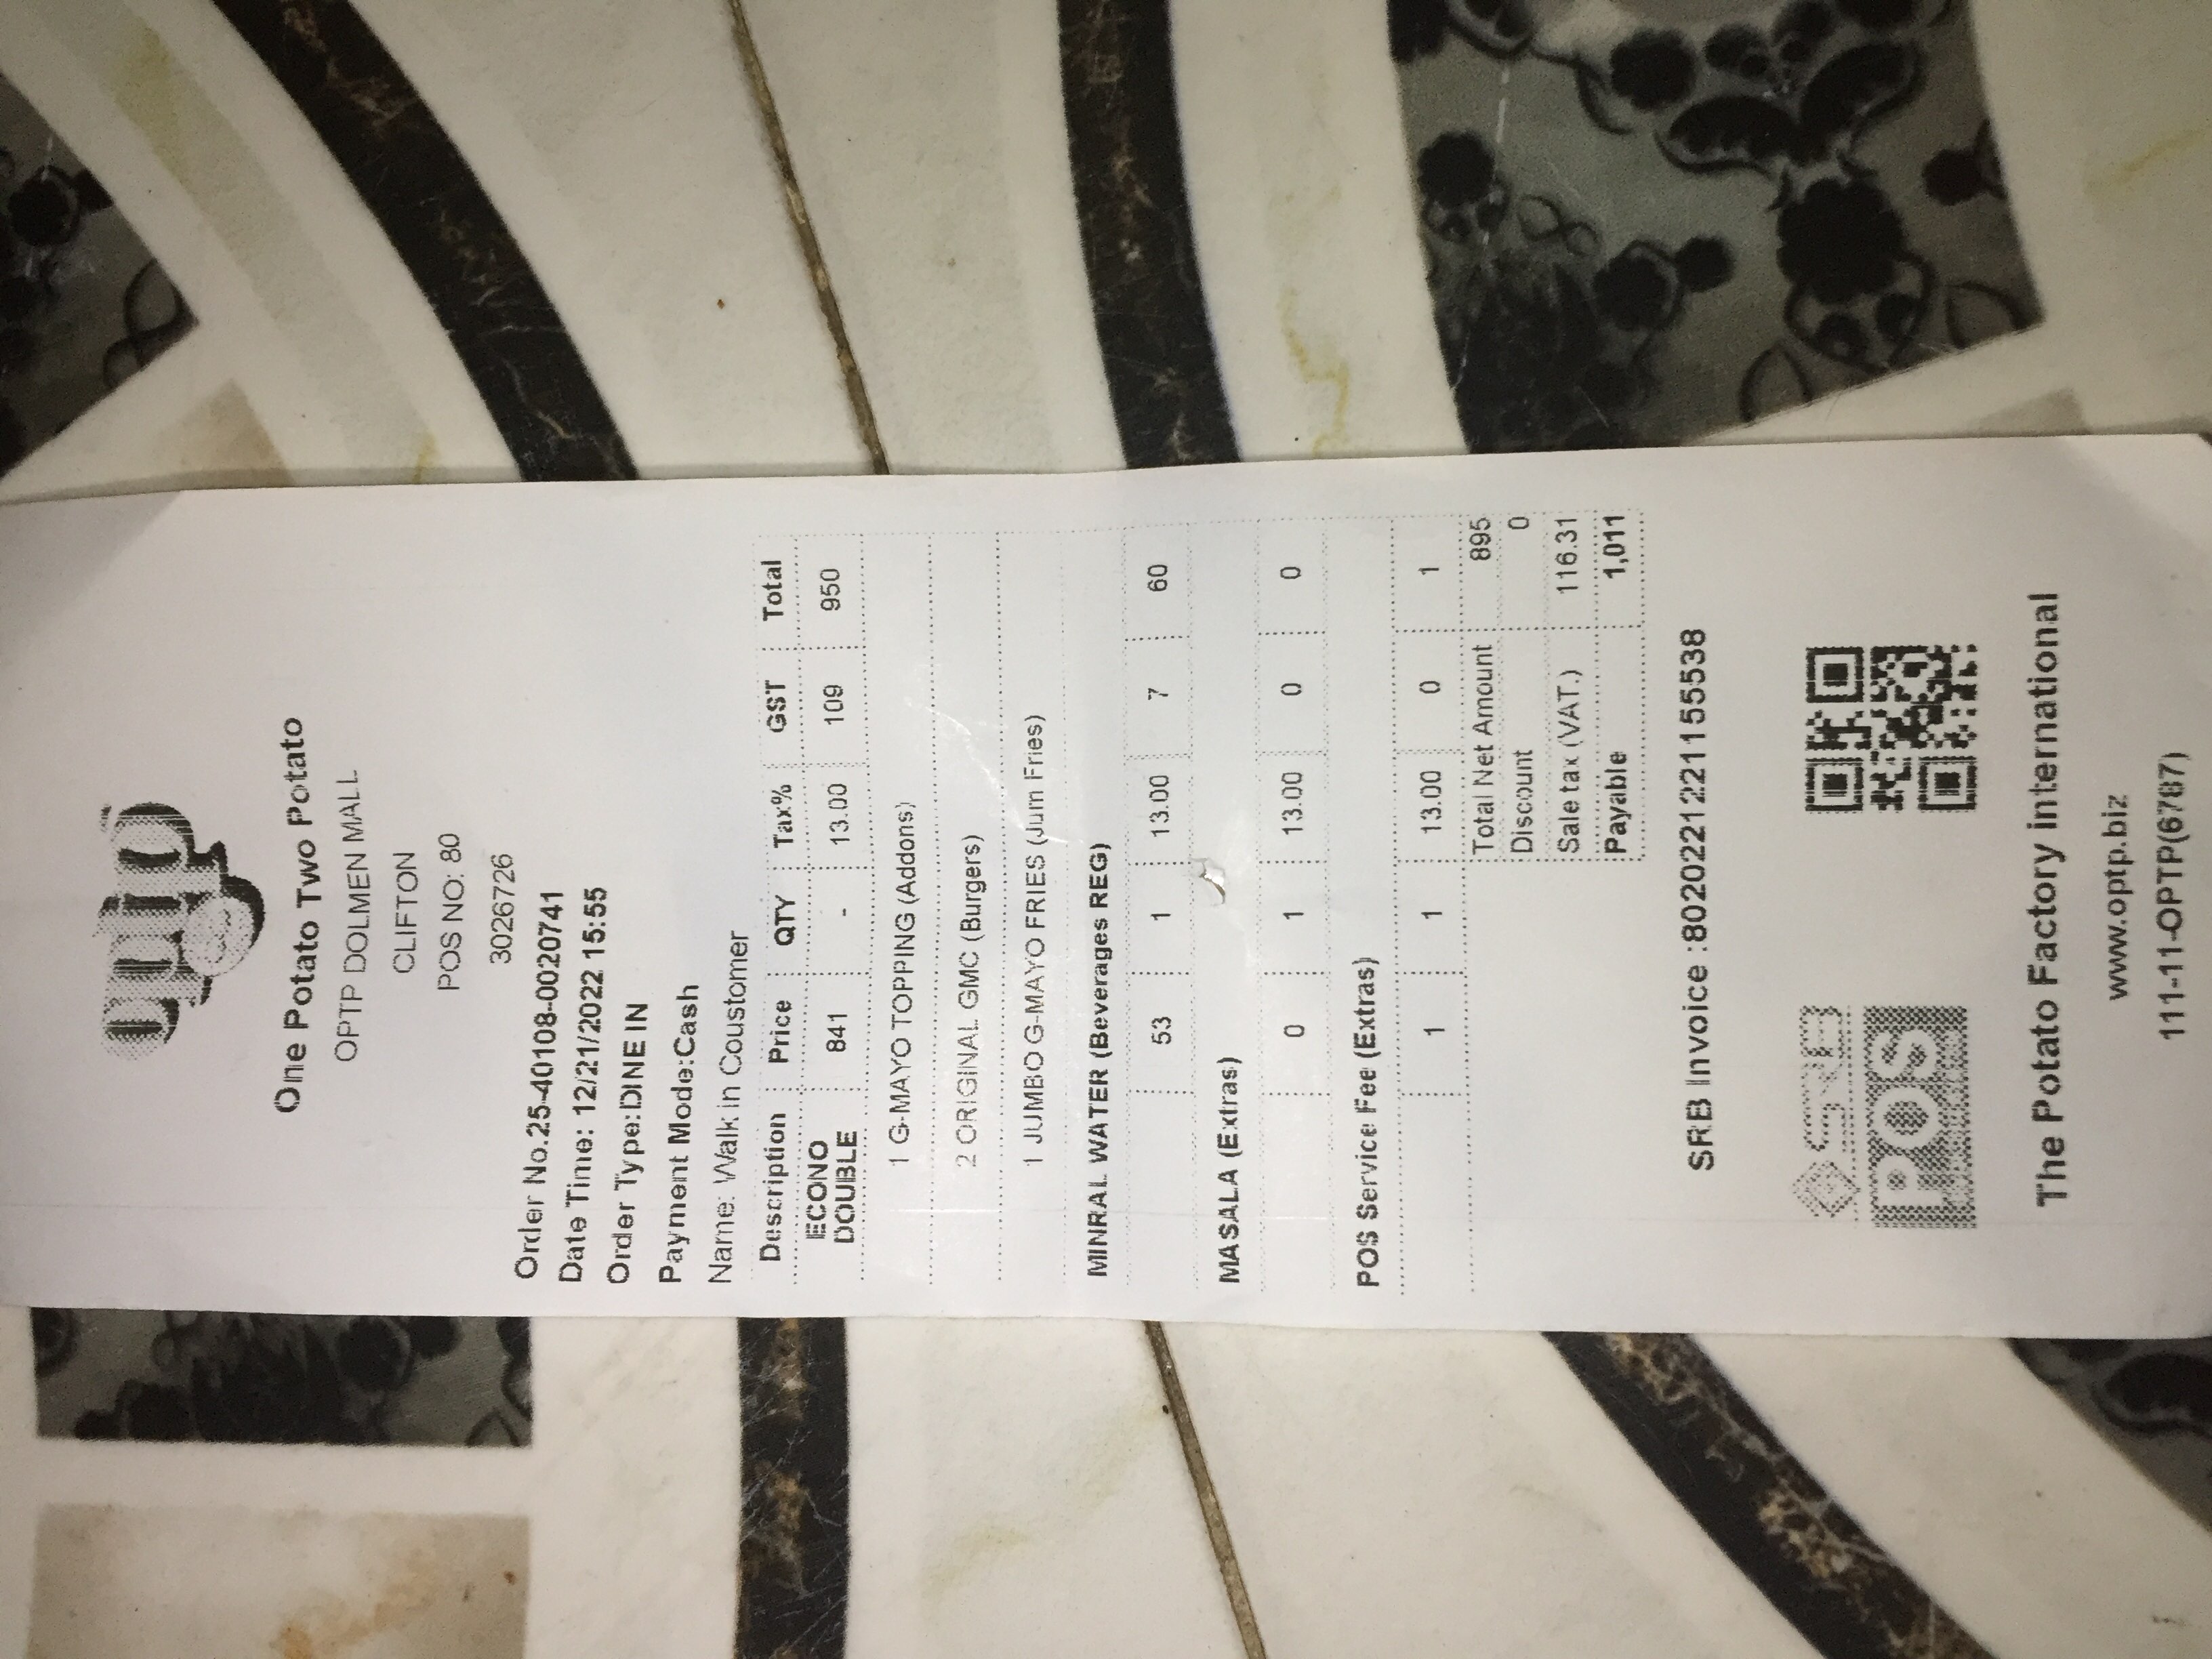 optp
One Potato Two Potato
OPTP DOLMEN MALL
CLIFTON
POS NO: 80
3026726
Order No.25-40108-0020741
Date Time: 12/21/2022 15:55
Order Type:DINE IN
Payment Mode:Cash
Name: Walk in Coustomer
Description Price QTY Tax% GST Total
ECONO
DOUBLE 841 - 13.00 109 950
1 G-MAYO TOPPING (Addons)
2 ORIGINAL GMC (Burgers)
1 JUMBO G-MAYO FRIES (Jum Fries)
MINRAL WATER (Beverages REG)
53 1 13.00 7 60
MASALA (Extras)
0 1 13.00 0 0
POS Service Fee (Extras)
1 1 13.00 0 1
Total Net Amount 895
Discount 0
Sale tax (VAT.) 116.31
Payable 1,011
SRB Invoice :8020221221155538
SRB
POS
The Potato Factory international
www.optp.biz
111-11-OPTP(6787)